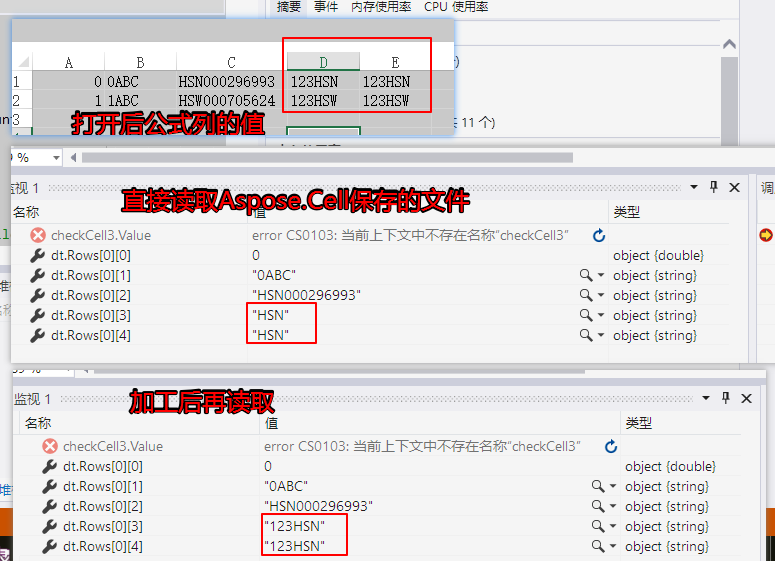 摘要 事件 内存使用率 CPU 使用率
A B C D E
1 0 0ABC HSN000296993 123HSN 123HSN
2 1 1ABC HSW000705624 123HSW 123HSW
打开后公式列的值
11 个)
%
监视 1
直接读取Aspose.Cell保存的文件
名称 值 类型
checkCell3.Value error CS0103: 当前上下文中不存在名称“checkCell3”
dt.Rows[0][0] 0 object {double}
dt.Rows[0][1] "0ABC" object {string}
dt.Rows[0][2] "HSN000296993" object {string}
dt.Rows[0][3] "HSN" object {string}
dt.Rows[0][4] "HSN" object {string}
调
监视 1
加工后再读取
名称 值 类型
checkCell3.Value error CS0103: 当前上下文中不存在名称“checkCell3”
dt.Rows[0][0] 0 object {double}
dt.Rows[0][1] "0ABC" object {string}
dt.Rows[0][2] "HSN000296993" object {string}
dt.Rows[0][3] "123HSN" object {string}
dt.Rows[0][4] "123HSN" object {string}